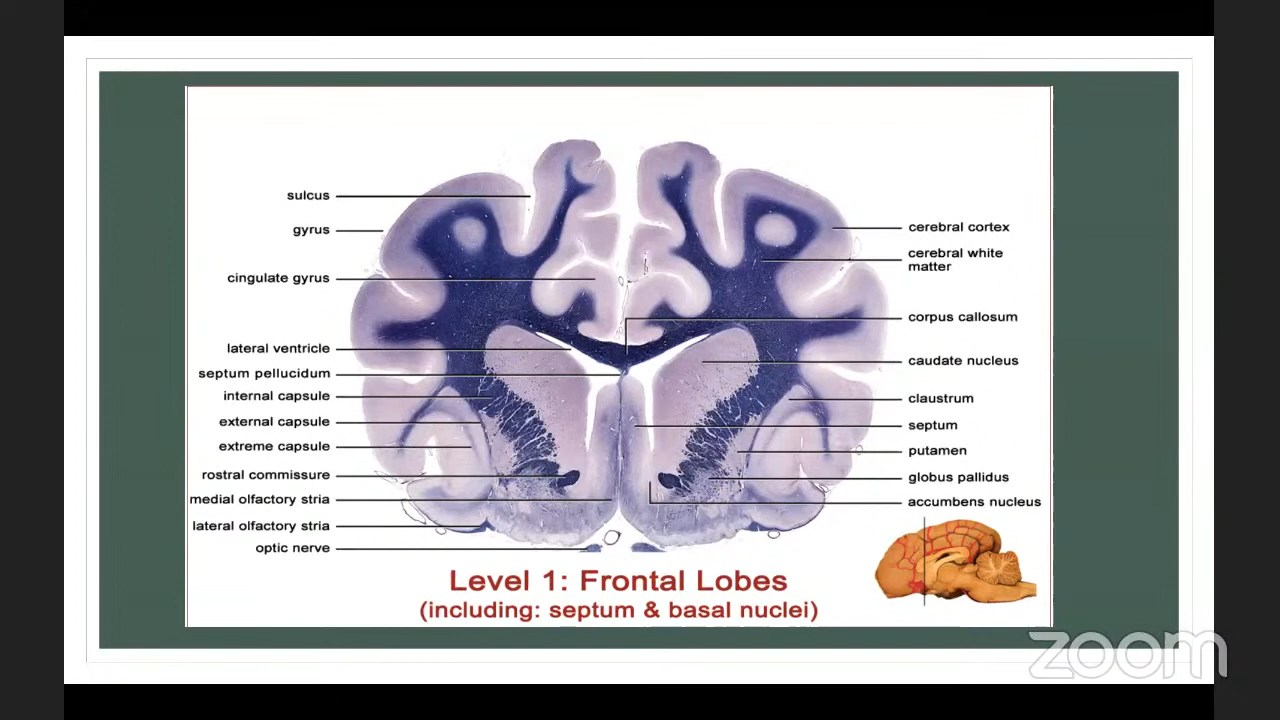 sulcus
gyrus
cingulate gyrus
lateral ventricle
septum pellucidum
internal capsule
external capsule
extreme capsule
rostral commissure
medial olfactory stria
lateral olfactory stria
optic nerve
cerebral cortex
cerebral white
matter
corpus callosum
caudate nucleus
claustrum
septum
putamen
globus pallidus
accumbens nucleus
Level 1: Frontal Lobes
(including: septum & basal nuclei)
zoom